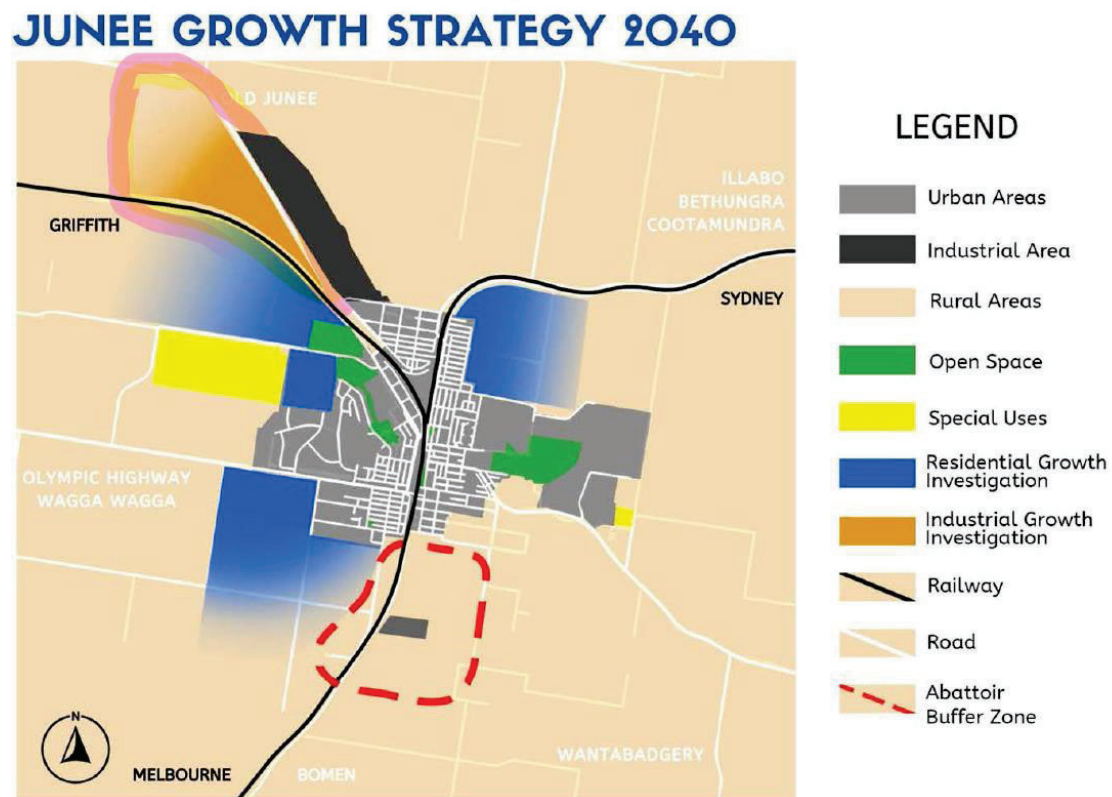 JUNEE GROWTH STRATEGY 2040
OLD JUNEE
ILLABO
BETHUNGRA
COOTAMUNDRA
GRIFFITH
SYDNEY
OLYMPIC HIGHWAY
WAGGA WAGGA
WANTABADGERY
MELBOURNE
BOMEN
N
LEGEND
Urban Areas
Industrial Area
Rural Areas
Open Space
Special Uses
Residential Growth
Investigation
Industrial Growth
Investigation
Railway
Road
Abattoir
Buffer Zone